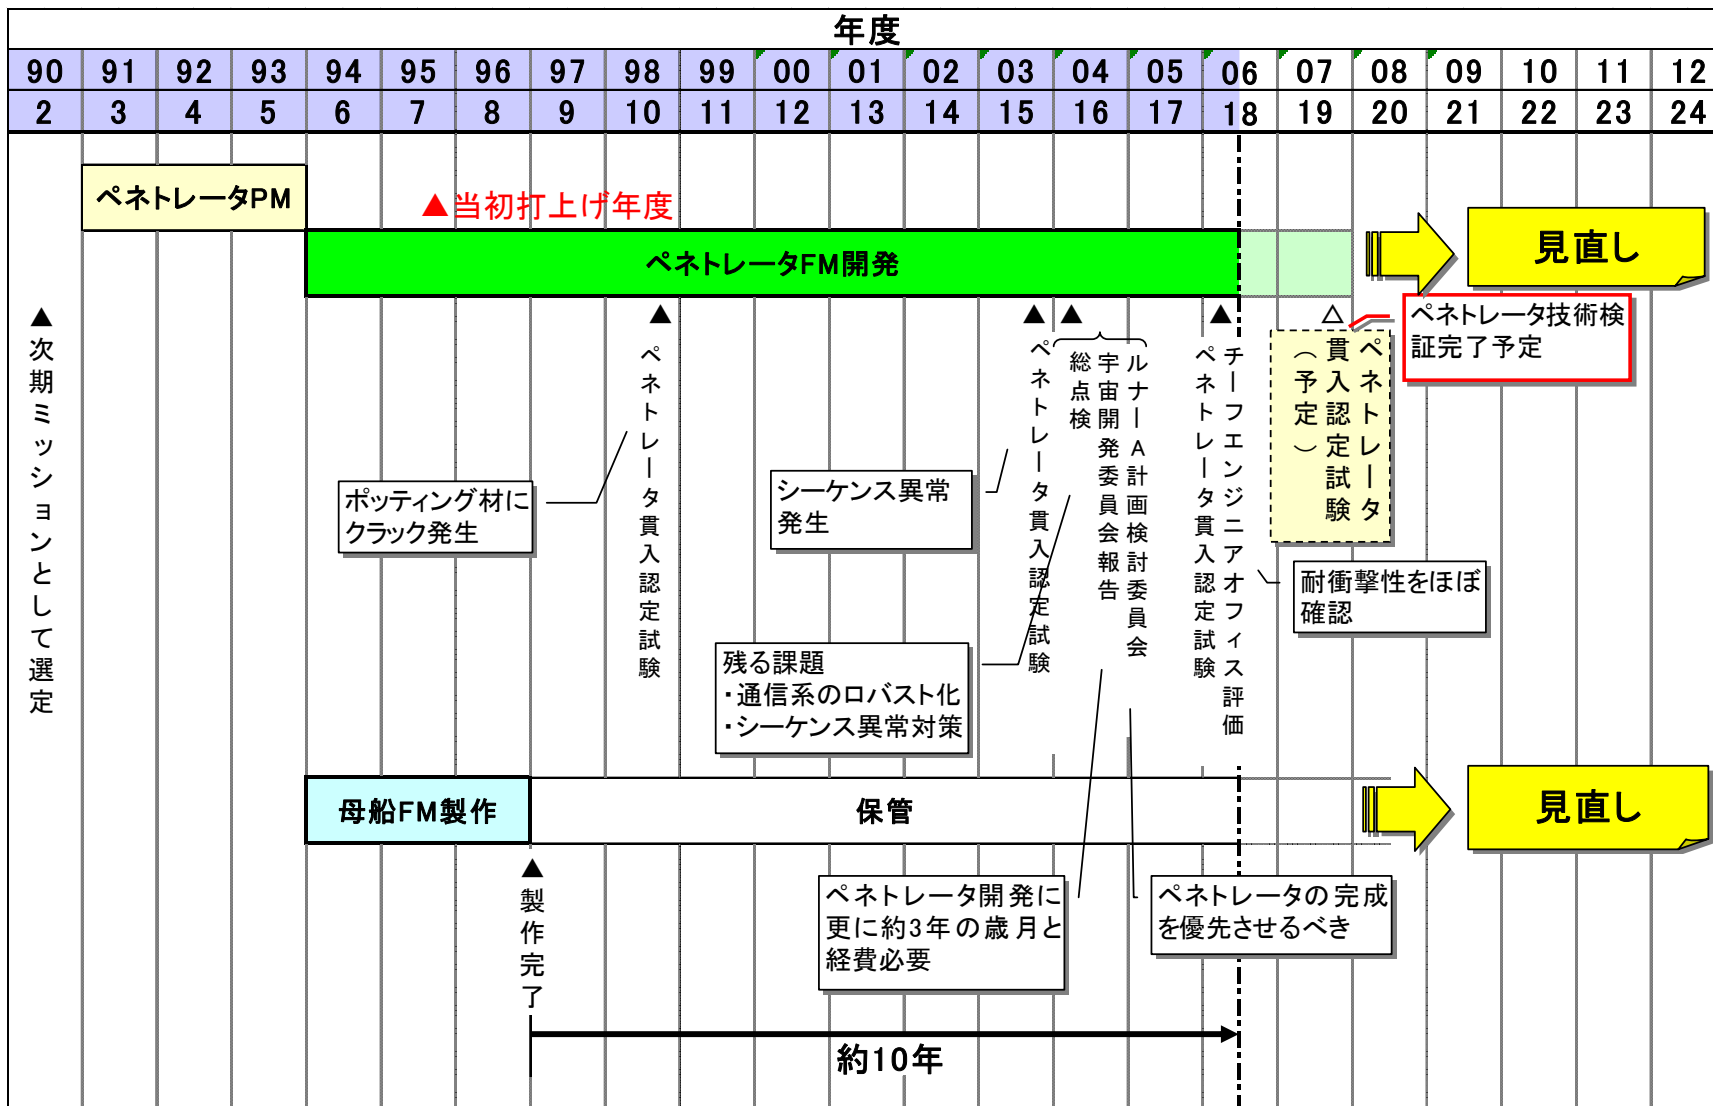 年度
90 91 92 93 94 95 96 97 98 99 00 01 02 03 04 05 06 07 08 09 10 11 12
2 3 4 5 6 7 8 9 10 11 12 13 14 15 16 17 18 19 20 21 22 23 24
ペネトレータPM
▲当初打上げ年度
ペネトレータFM開発
見直し
▲次期ミッションとして選定
▲
ペネトレータ貫入認定試験
ポッティング材に
クラック発生
▲
ペネトレータ貫入認定試験
シーケンス異常
発生
▲
ルナーA計画検討委員会
宇宙開発委員会報告
総点検
残る課題
・通信系のロバスト化
・シーケンス異常対策
▲
チーフエンジニアオフィス評価
ペネトレータ貫入認定試験
△
ペネトレータ
貫入認定試験
（予定）
ペネトレータ技術検
証完了予定
耐衝撃性をほぼ
確認
母船FM製作
保管
見直し
▲製作完了
ペネトレータ開発に
更に約3年の歳月と
経費必要
ペネトレータの完成
を優先させるべき
約10年